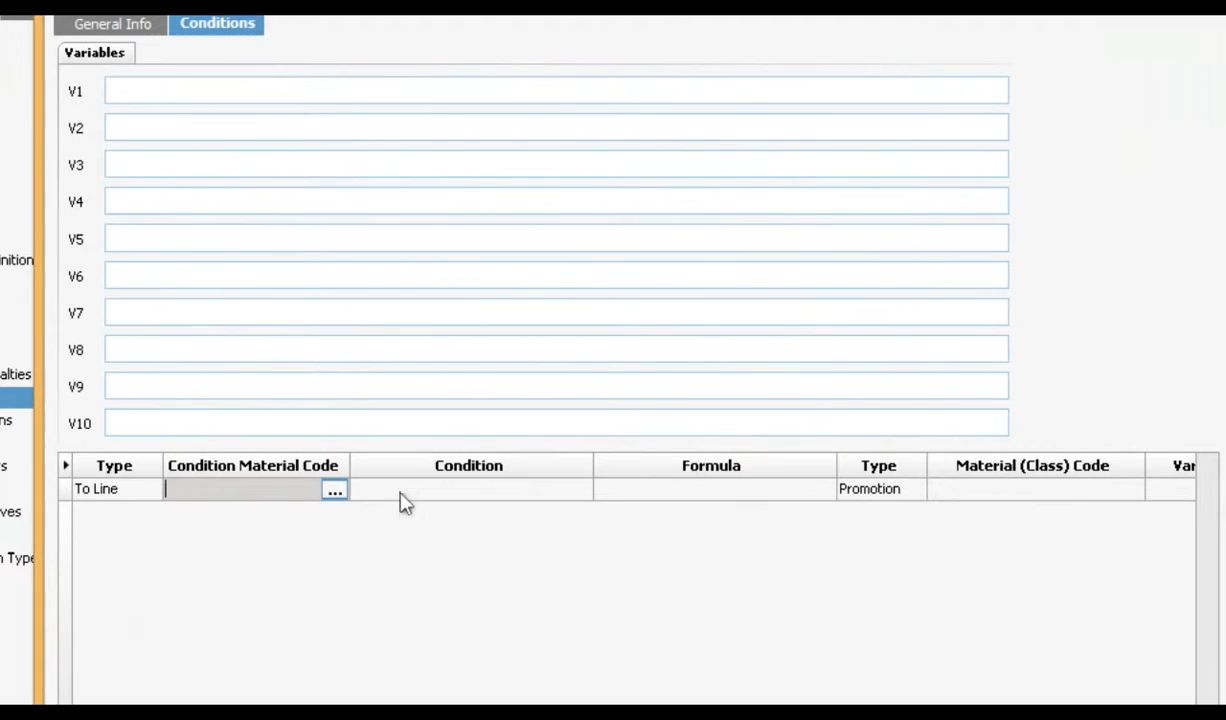 General Info Conditions
Variables
V1
V2
V3
V4
V5
inition
V6
V7
V8
alties
V9
ns
V10
s Type Condition Material Code Condition Formula Type Material (Class) Code Var
To Line ... Promotion
ves
n Type